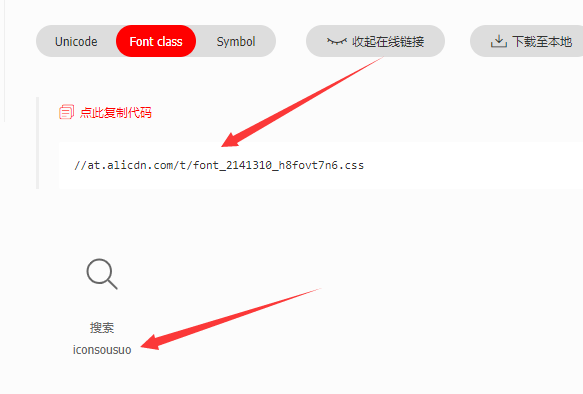 Unicode Font class Symbol 收起在线链接 下载至本地
点此复制代码
//at.alicdn.com/t/font_2141310_h8fovt7n6.css
搜索
iconsousuo